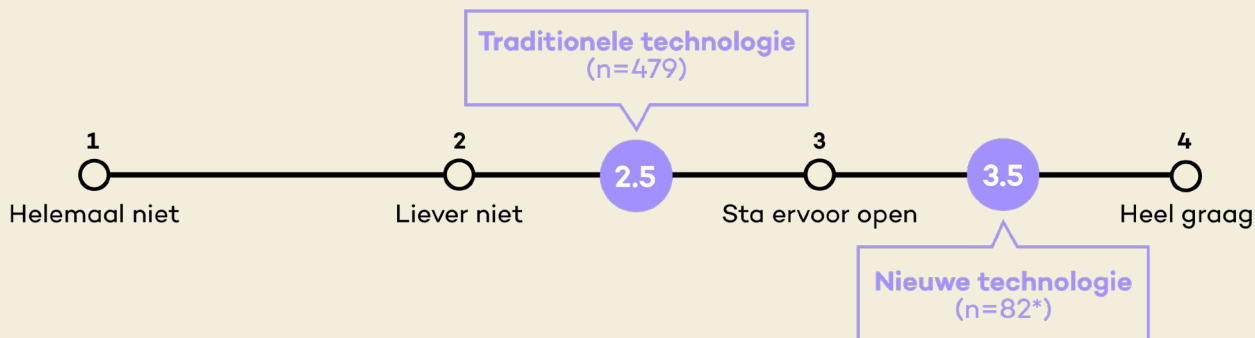 Traditionele technologie
(n=479)
1
2
3
4
2.5
3.5
Helemaal niet
Liever niet
Sta ervoor open
Heel graag
Nieuwe technologie
(n=82*)